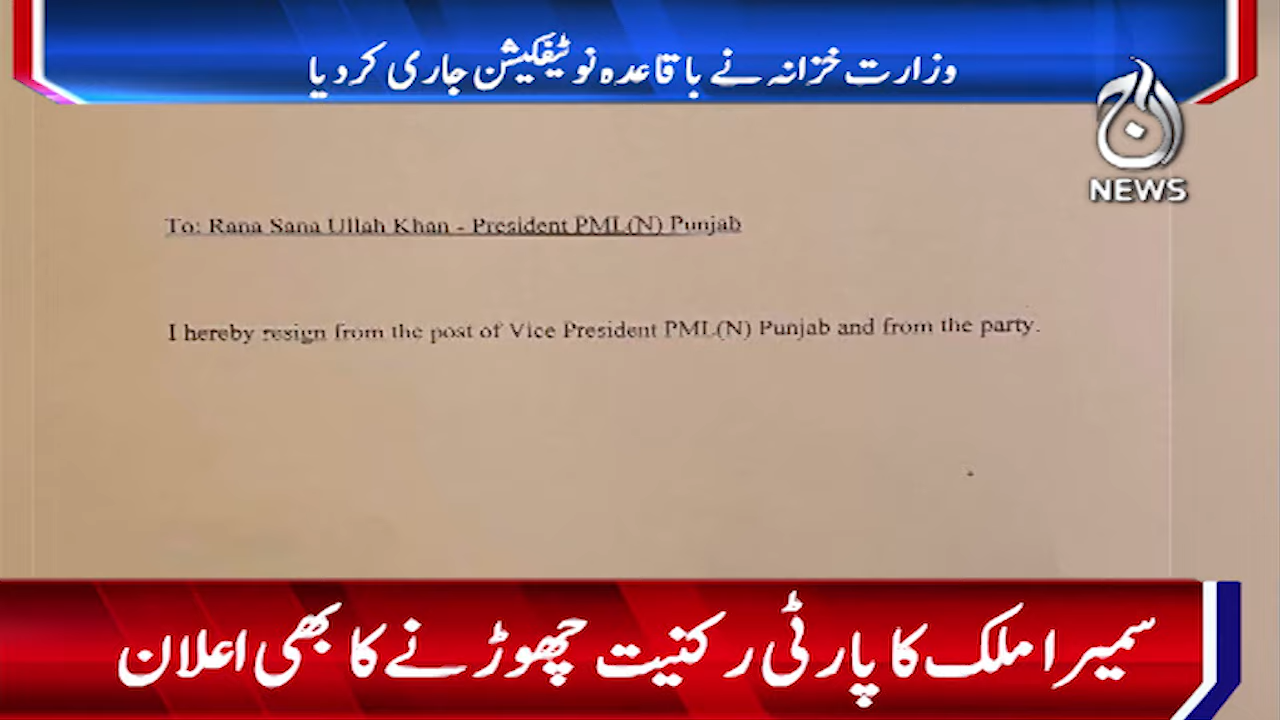 وزارت خزانہ نے باقاعدہ نوٹیفکیشن جاری کردیا
آج
NEWS
To: Rana Sana Ullah Khan - President PML(N) Punjab
I hereby resign from the post of Vice President PML(N) Punjab and from the party.
سمیرا ملک کا پارٹی رکنیت چھوڑنے کا بھی اعلان